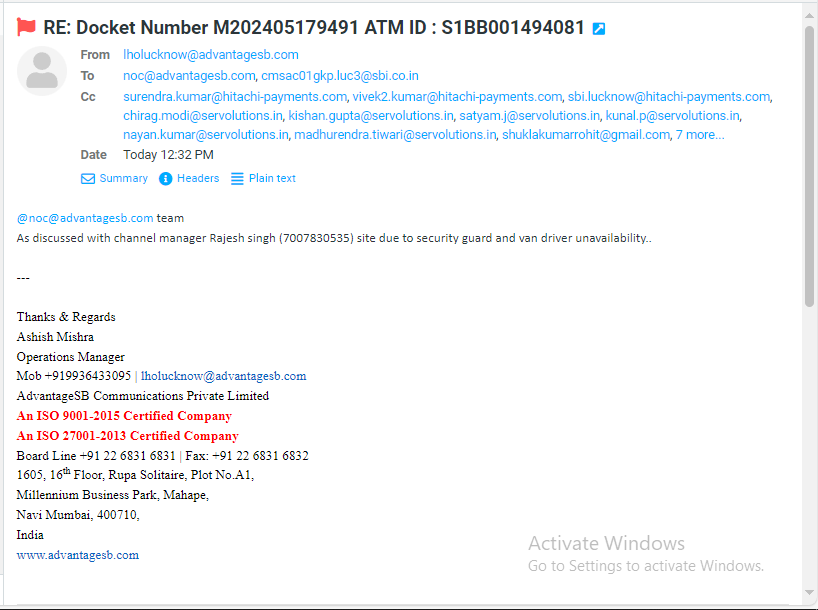 RE: Docket Number M202405179491 ATM ID : S1BB001494081
From lholucknow@advantagesb.com
To noc@advantagesb.com, cmsac01gkp.luc3@sbi.co.in
Cc surendra.kumar@hitachi-payments.com, vivek2.kumar@hitachi-payments.com, sbi.lucknow@hitachi-payments.com,
chirag.modi@servolutions.in, kishan.gupta@servolutions.in, satyam.j@servolutions.in, kunal.p@servolutions.in,
nayan.kumar@servolutions.in, madhurendra.tiwari@servolutions.in, shuklakumarrohit@gmail.com, 7 more...
Date Today 12:32 PM
Summary Headers Plain text
@noc@advantagesb.com team
As discussed with channel manager Rajesh singh (7007830535) site due to security guard and van driver unavailability..
---
Thanks & Regards
Ashish Mishra
Operations Manager
Mob +919936433095 | lholucknow@advantagesb.com
AdvantageSB Communications Private Limited
An ISO 9001-2015 Certified Company
An ISO 27001-2013 Certified Company
Board Line +91 22 6831 6831 | Fax: +91 22 6831 6832
1605, 16th Floor, Rupa Solitaire, Plot No.A1,
Millennium Business Park, Mahape,
Navi Mumbai, 400710,
India
www.advantagesb.com
Activate Windows
Go to Settings to activate Windows.